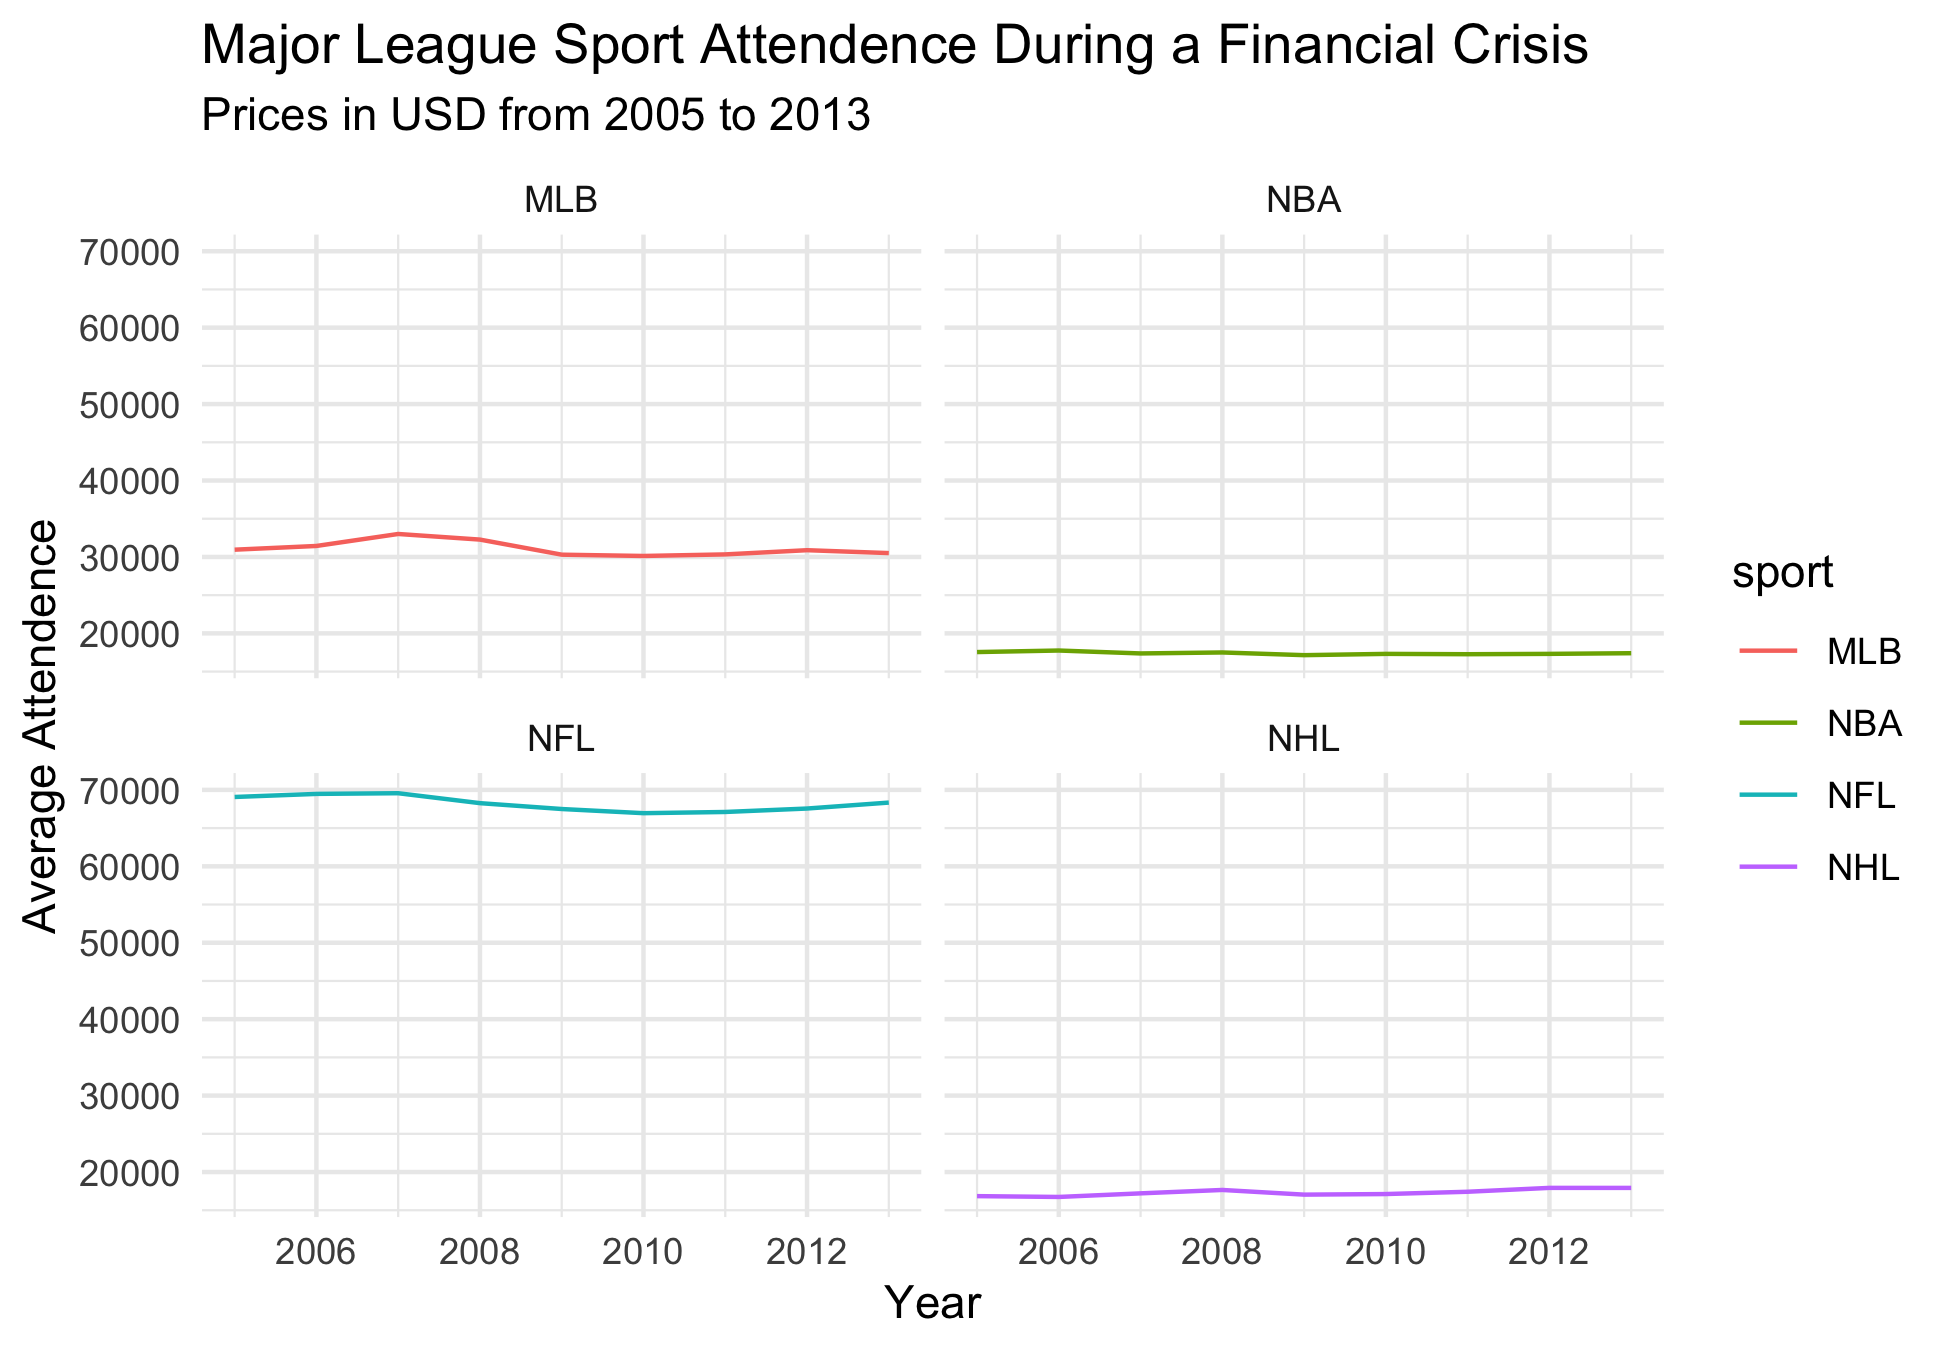 Major League Sport Attendence During a Financial Crisis
Prices in USD from 2005 to 2013
MLB
NBA
70000
60000
50000
40000
30000
20000
NFL
NHL
70000
60000
50000
40000
30000
20000
2006 2008 2010 2012
2006 2008 2010 2012
Year
Average Attendence
sport
MLB
NBA
NFL
NHL